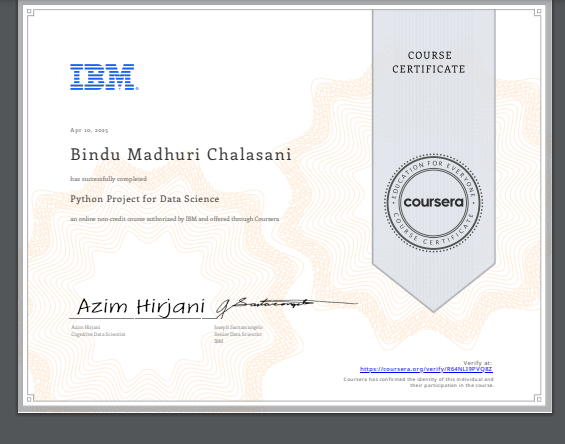 COURSE
CERTIFICATE
IBM
Apr 10, 2025
Bindu Madhuri Chalasani
has successfully completed
Python Project for Data Science
an online non-credit course authorized by IBM and offered through Coursera
EDUCATION FOR EVERYONE
coursera
COURSE CERTIFICATE
Azim Hirjani
Azim Hirjani
Cognitive Data Scientist
Joseph Santarcangelo
Senior Data Scientist
IBM
Verify at:
https://coursera.org/verify/R64NLI9PVQ8Z
Coursera has confirmed the identity of this individual and
their participation in the course.